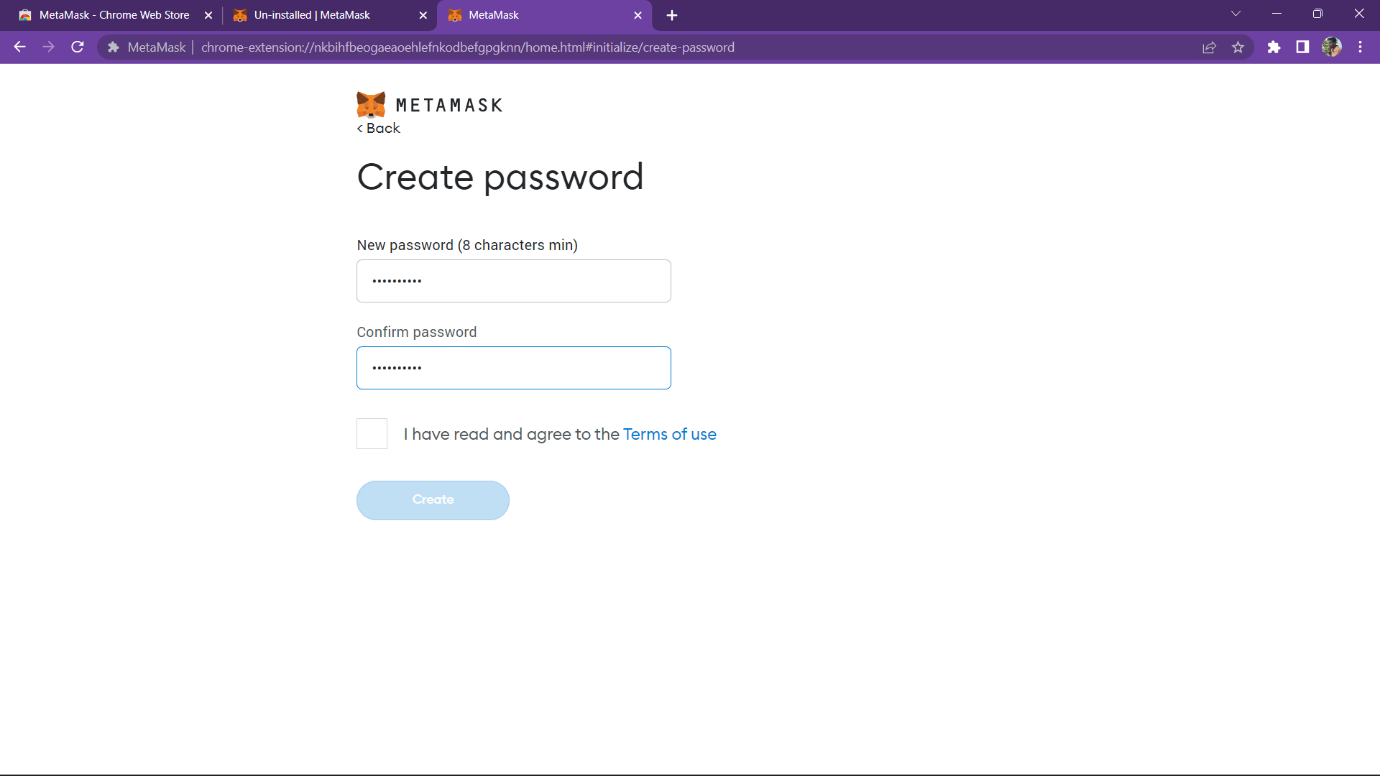 MetaMask - Chrome Web Store
Un-installed | MetaMask
MetaMask
MetaMask | chrome-extension://nkbihfbeogaeaoehlefnkodbefgpgknn/home.html#initialize/create-password
METAMASK
< Back
Create password
New password (8 characters min)
••••••••••
Confirm password
••••••••••
I have read and agree to the Terms of use
Create